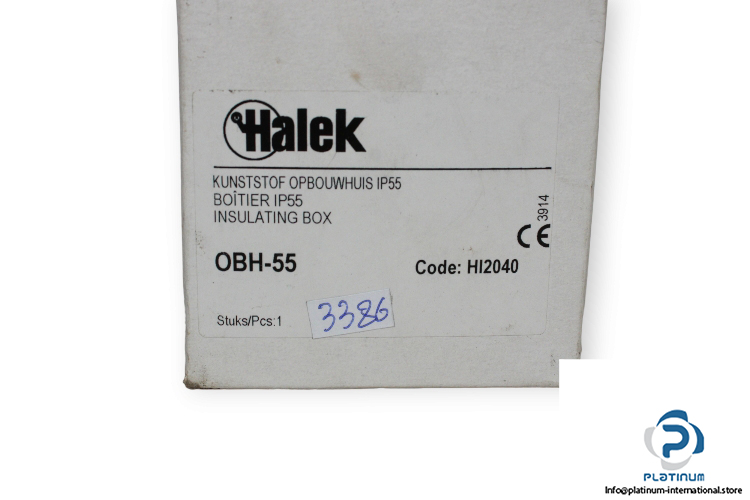 Halek
KUNSTSTOF OPBOUWHUIS IP55
BOÎTIER IP55
INSULATING BOX
3914
CE
OBH-55
Code: HI2040
Stuks/Pcs:1
3386
PLATINUM
Info@platinum-international.store